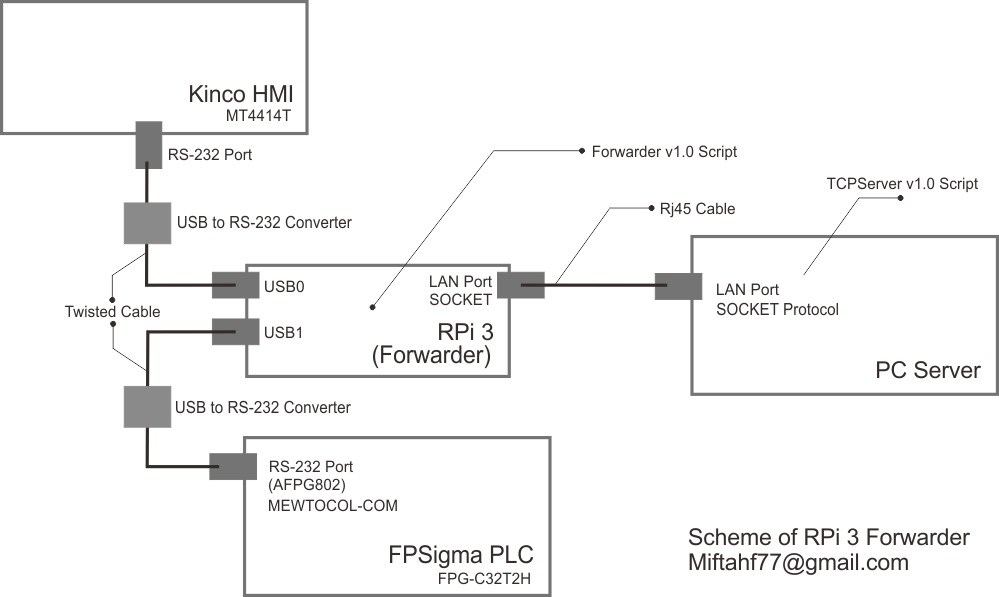 Kinco HMI
MT4414T
RS-232 Port
Forwarder v1.0 Script
TCPServer v1.0 Script
Rj45 Cable
USB to RS-232 Converter
USB0
LAN Port
SOCKET
LAN Port
SOCKET Protocol
Twisted Cable
USB1
RPi 3
(Forwarder)
PC Server
USB to RS-232 Converter
RS-232 Port
(AFPG802)
MEWTOCOL-COM
FPSigma PLC
FPG-C32T2H
Scheme of RPi 3 Forwarder
Miftahf77@gmail.com